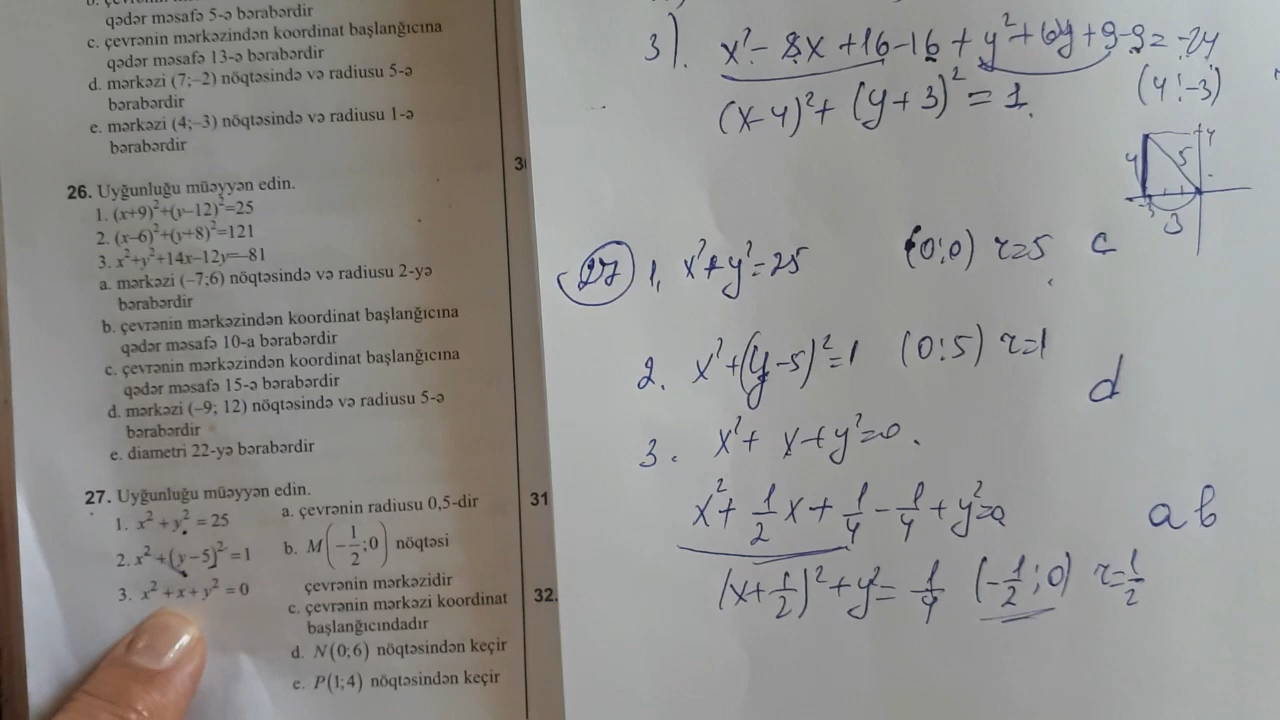 qədər məsafə 5-ə bərabərdir
c. çevrənin mərkəzindən koordinat başlanğıcına
qədər məsafə 13-ə bərabərdir
d. mərkəzi (7;–2) nöqtəsində və radiusu 5-ə
bərabərdir
e. mərkəzi (4;–3) nöqtəsində və radiusu 1-ə
bərabərdir
26. Uyğunluğu müəyyən edin.
1. (x+9)²+(y–12)²=25
2. (x–6)²+(y+8)²=121
3. x²+y²+14x–12y=–81
a. mərkəzi (–7;6) nöqtəsində və radiusu 2-yə
bərabərdir
b. çevrənin mərkəzindən koordinat başlanğıcına
qədər məsafə 10-a bərabərdir
c. çevrənin mərkəzindən koordinat başlanğıcına
qədər məsafə 15-ə bərabərdir
d. mərkəzi (–9; 12) nöqtəsində və radiusu 5-ə
bərabərdir
e. diametri 22-yə bərabərdir
27. Uyğunluğu müəyyən edin.
1. x² + y² = 25
2. x² +(y–5)² =1
3. x² +x+y² =0
a. çevrənin radiusu 0,5-dir
b. M(–1/2;0) nöqtəsi
çevrənin mərkəzidir
c. çevrənin mərkəzi koordinat
başlanğıcındadır
d. N(0;6) nöqtəsindən keçir
e. P(1;4) nöqtəsindən keçir
31
32.
3). x²-8x+16-16+y²+6y+9-9=-24
(x-4)²+(y+3)²=1. (4;-3)
4 5 3 4
27 1, x²+y²=25 (0;0) r=5 c
2. x²+(y-5)²=1 (0;5) r=1 d
3. x²+x+y²=0.
x²+1/2x+1/4-1/4+y²=0 a b
(x+1/2)²+y²=1/4 (-1/2;0) r=1/2